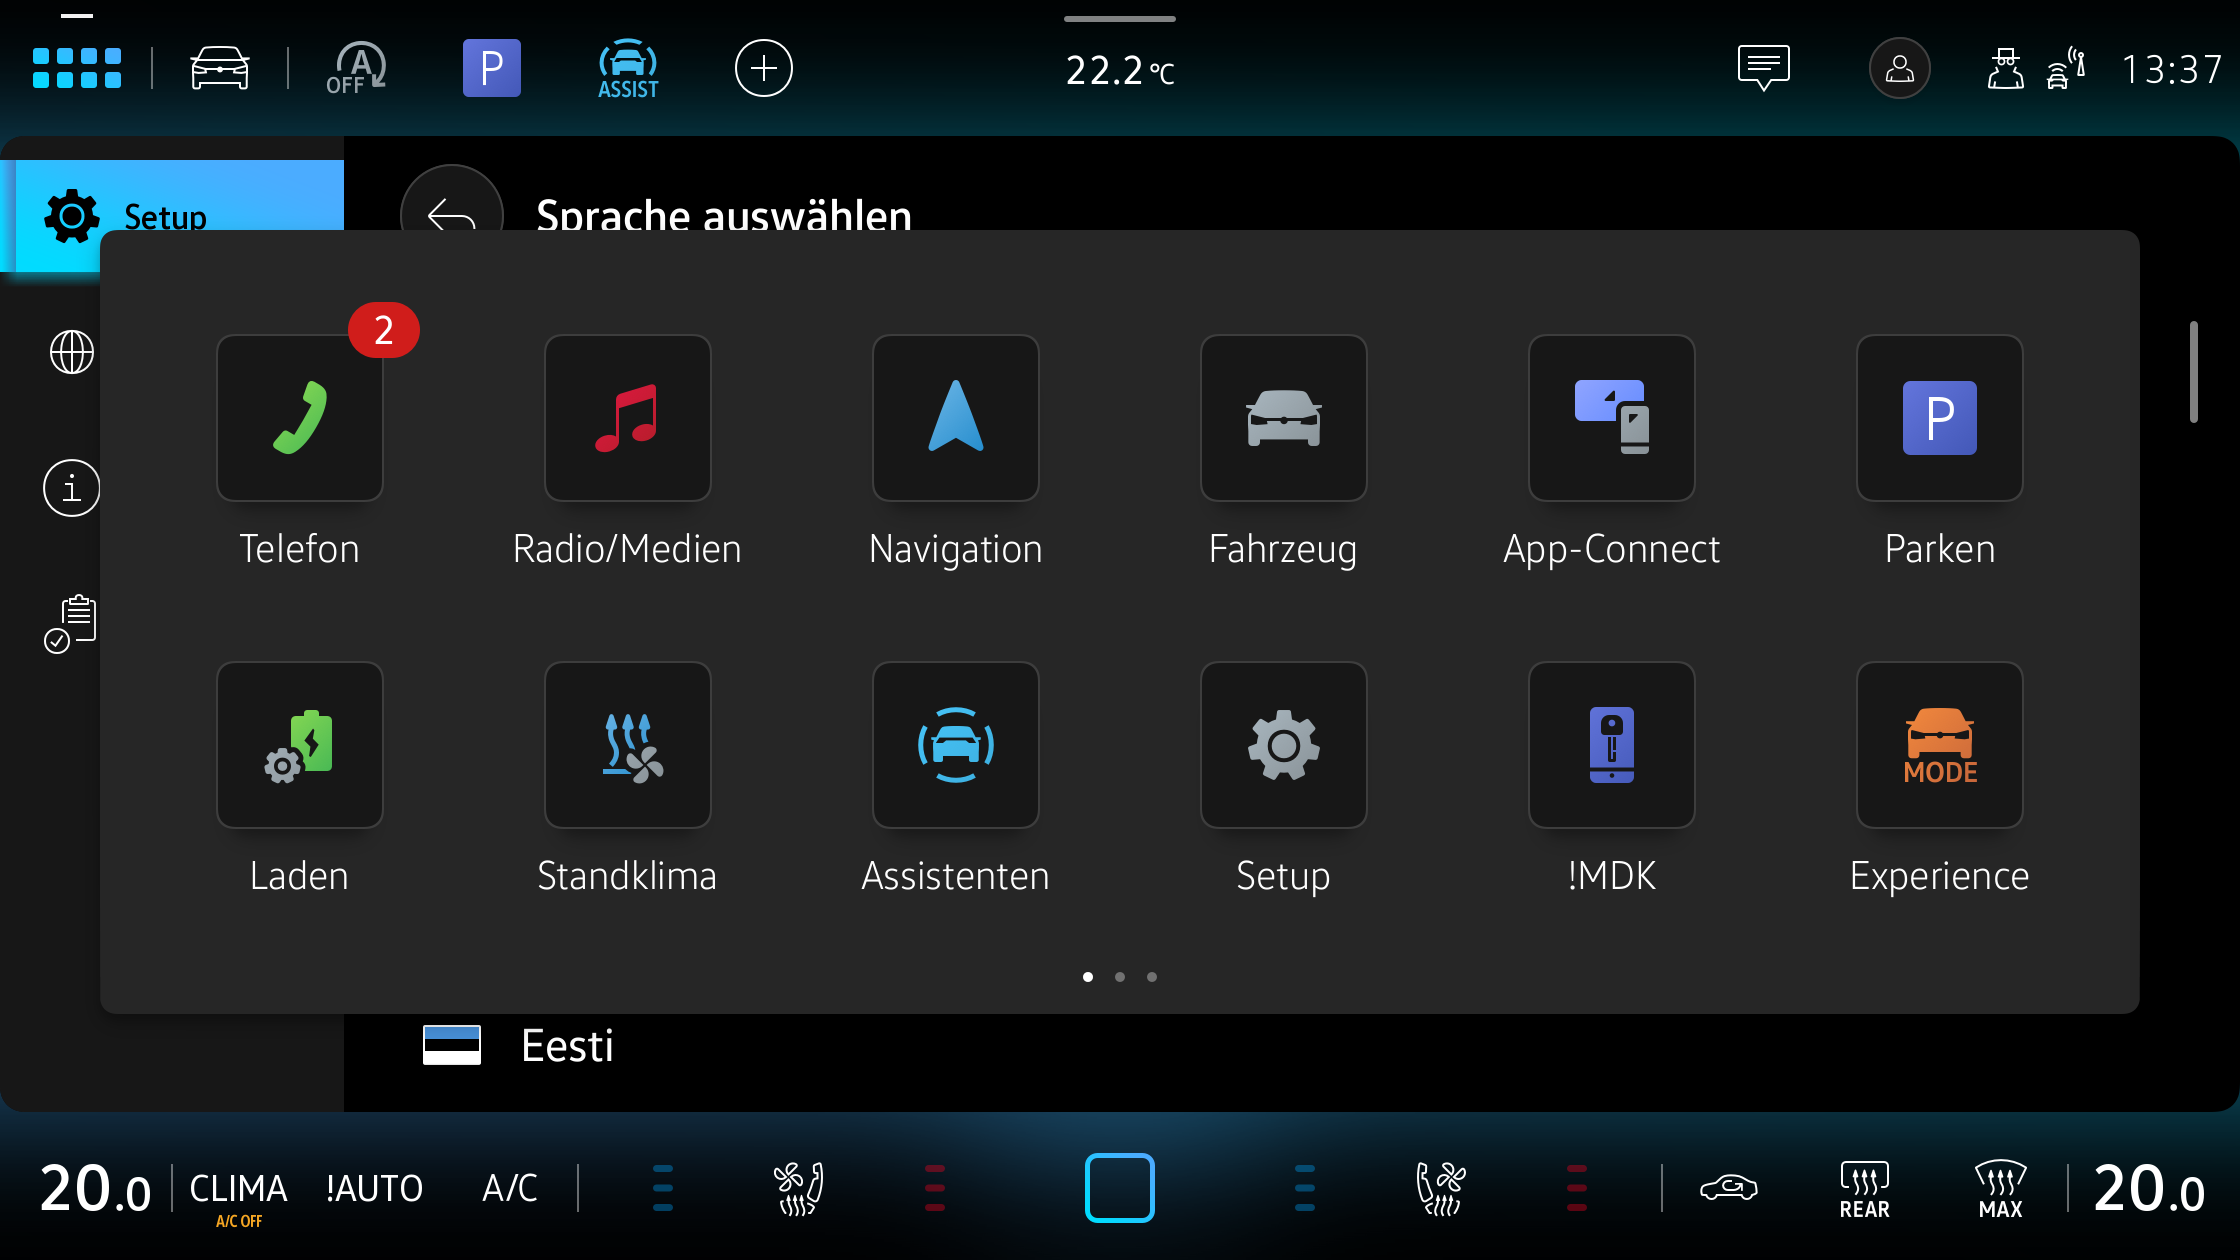 A
OFF
P
ASSIST
22.2 °C
13:37
Setup
Sprache auswählen
2
P
Telefon
Radio/Medien
Navigation
Fahrzeug
App-Connect
Parken
MODE
Laden
Standklima
Assistenten
Setup
!MDK
Experience
Eesti
20.0
CLIMA
A/C OFF
!AUTO
A/C
REAR
MAX
20.0